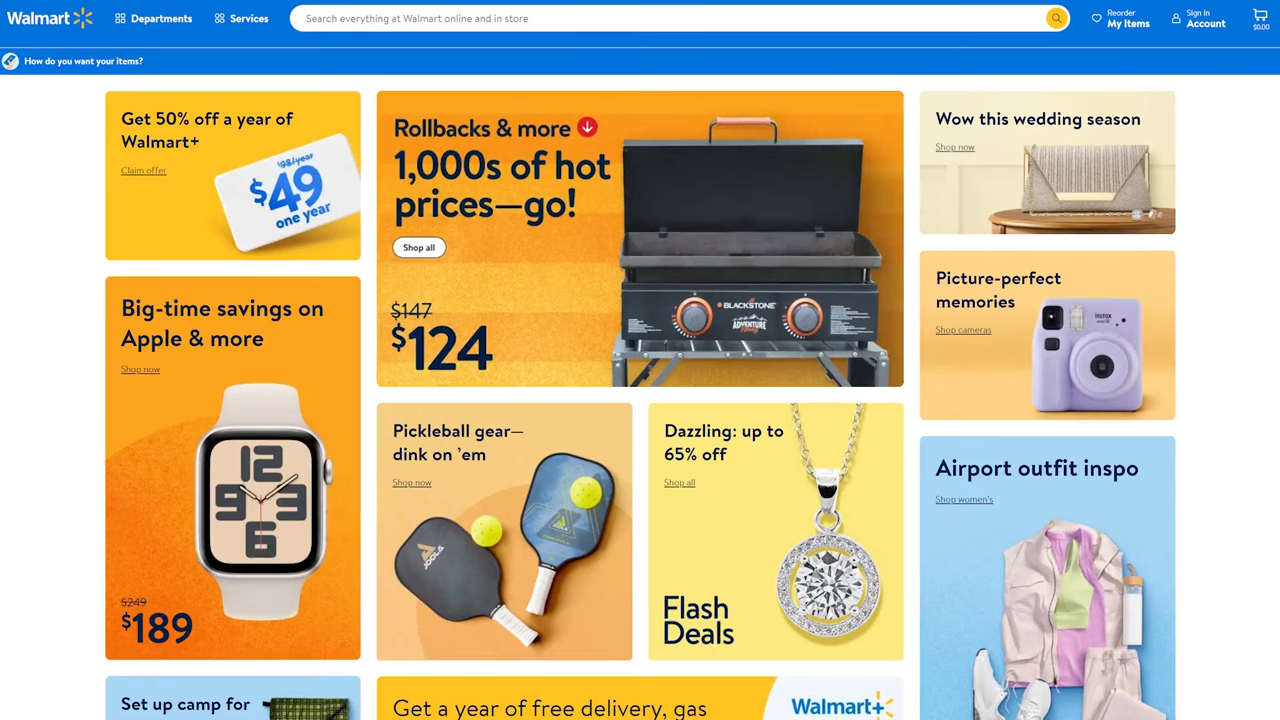 Walmart
Departments
Services
Search everything at Walmart online and in store
Reorder
My Items
Sign In
Account
$0.00
How do you want your items?
Get 50% off a year of
Walmart+
Claim offer
$98/year
$49
one year
Rollbacks & more
1,000s of hot
prices—go!
Shop all
$147
$124
BLACKSTONE
ADVENTURE
Wow this wedding season
Shop now
Big-time savings on
Apple & more
Shop now
12
9 3
6
$249
$189
Picture-perfect
memories
Shop cameras
instax
Pickleball gear—
dink on ’em
Shop now
JOOLA
Dazzling: up to
65% off
Shop all
Flash
Deals
Airport outfit inspo
Shop women's
Set up camp for
Get a year of free delivery, gas
Walmart+